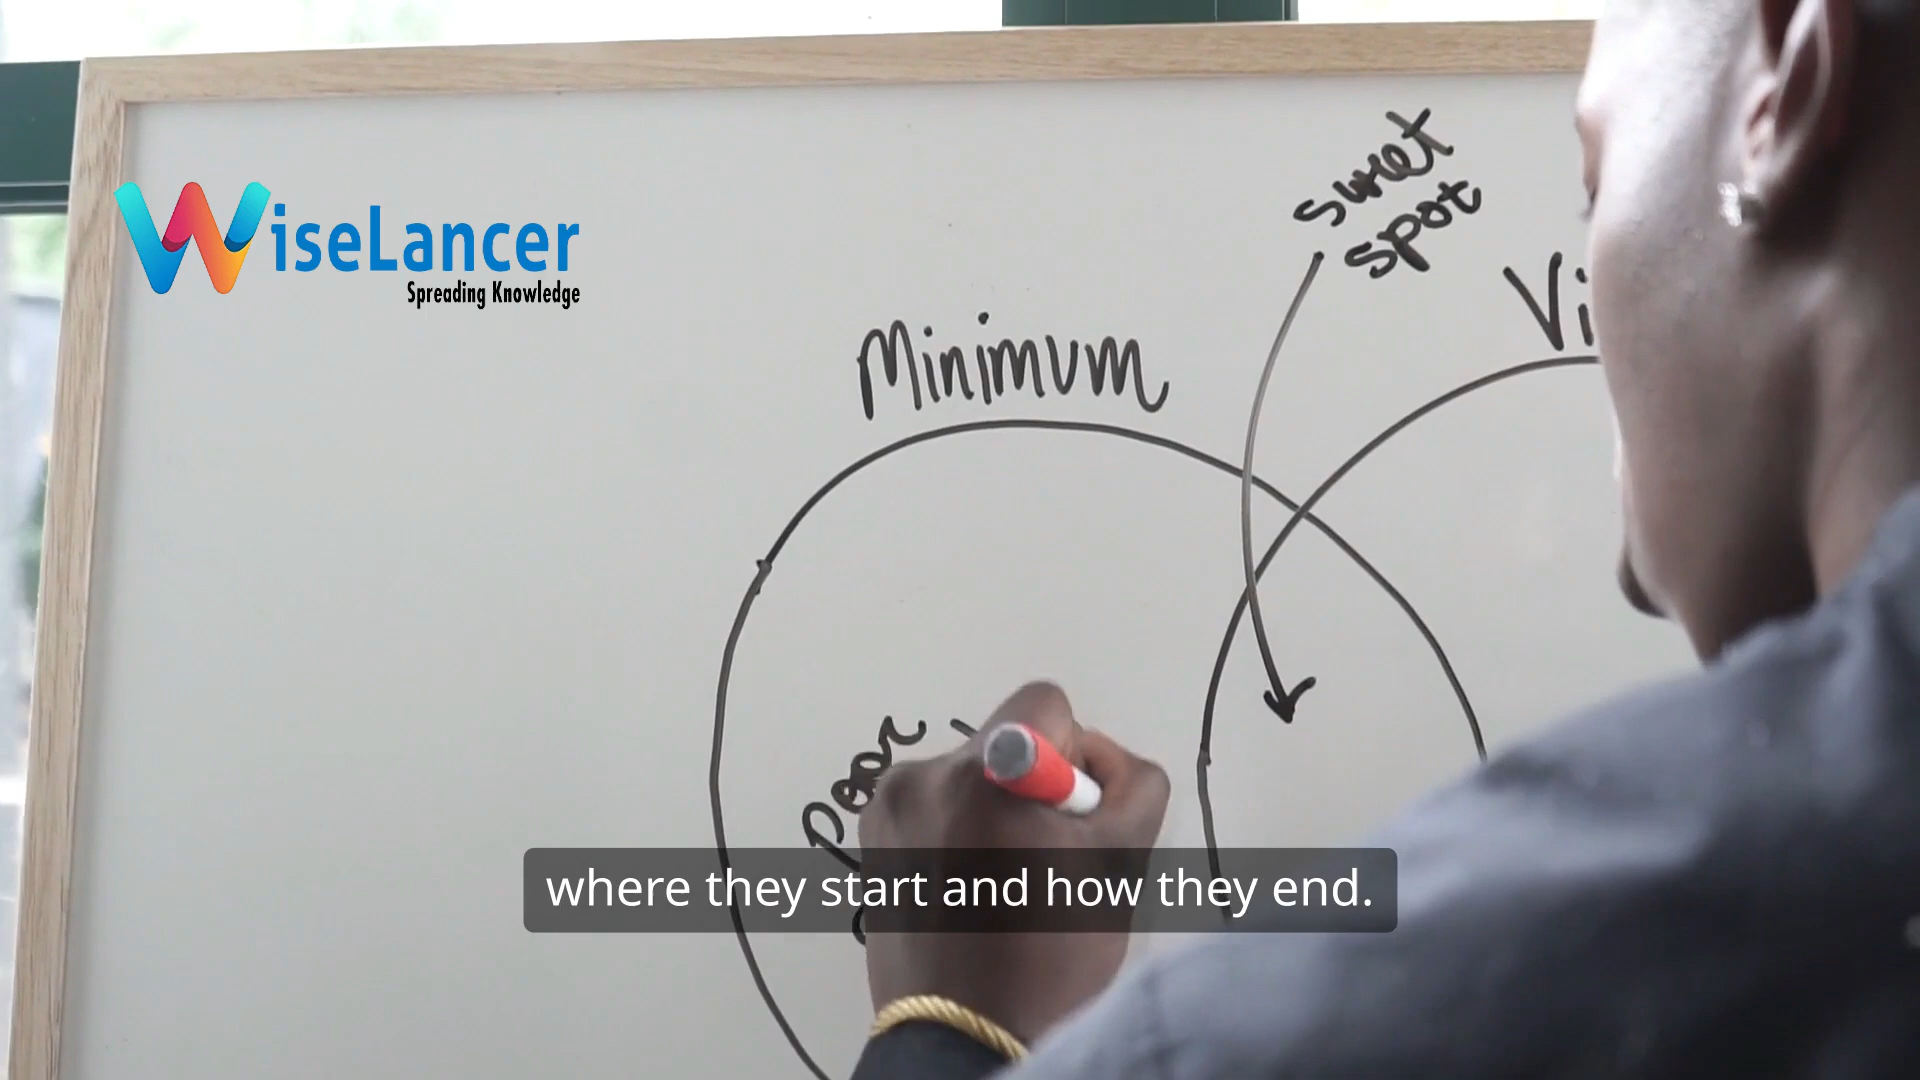 WiseLancer
Spreading Knowledge
sweet
spot
Minimum
Vi
Poor
where they start and how they end.